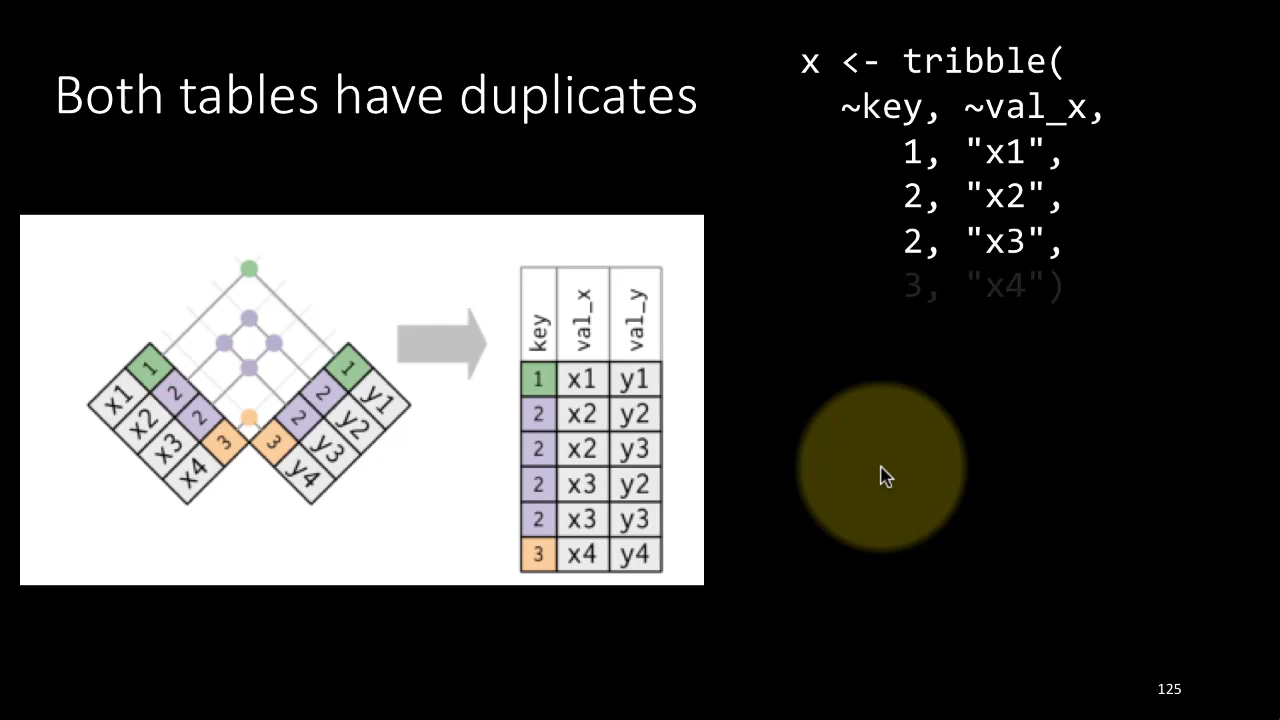 Both tables have duplicates
x <- tribble(
~key, ~val_x,
1, "x1",
2, "x2",
2, "x3",
3, "x4")
x1 1
x2 2
x3 2
x4 3
1 y1
2 y2
2 y3
3 y4
key val_x val_y
1 x1 y1
2 x2 y2
2 x2 y3
2 x3 y2
2 x3 y3
3 x4 y4
125